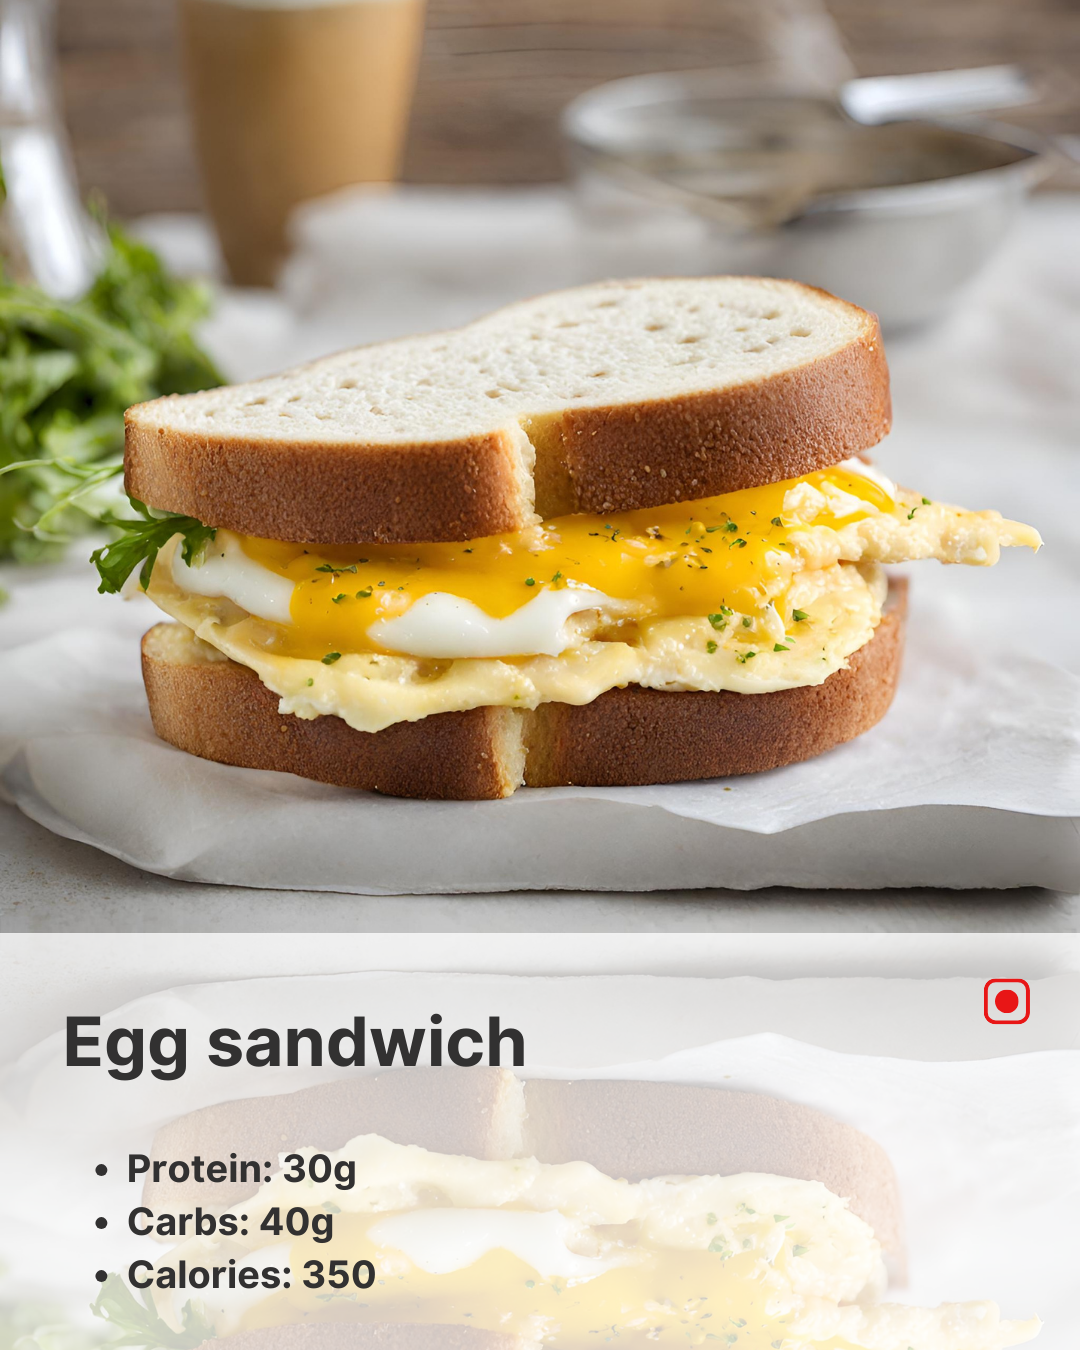 Egg sandwich
• Protein: 30g
• Carbs: 40g
• Calories: 350